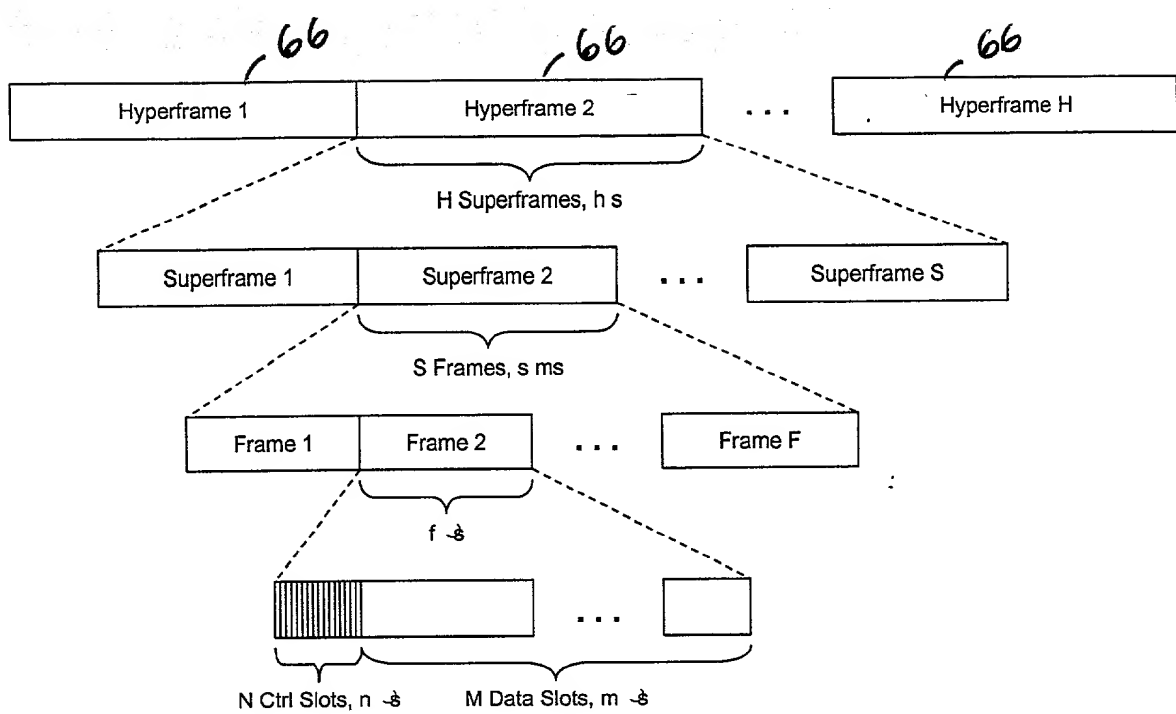 66 66 66
Hyperframe 1 Hyperframe 2 ... Hyperframe H
H Superframes, h s
Superframe 1 Superframe 2 ... Superframe S
S Frames, s ms
Frame 1 Frame 2 ... Frame F
f
...
N Ctrl Slots, n M Data Slots, m